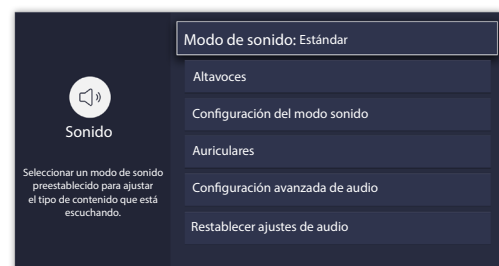 Sonido
Seleccionar un modo de sonido
preestablecido para ajustar
el tipo de contenido que está
escuchando.
Modo de sonido: Estándar
Altavoces
Configuración del modo sonido
Auriculares
Configuración avanzada de audio
Restablecer ajustes de audio